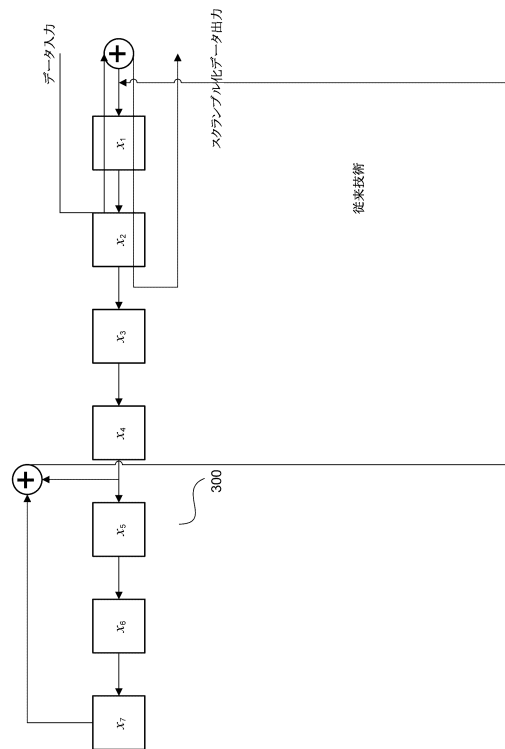 データ入力
スクランブル化データ出力
従来技術
+
x₁
x₂
x₃
x₄
+
300
x₅
x₆
x₇